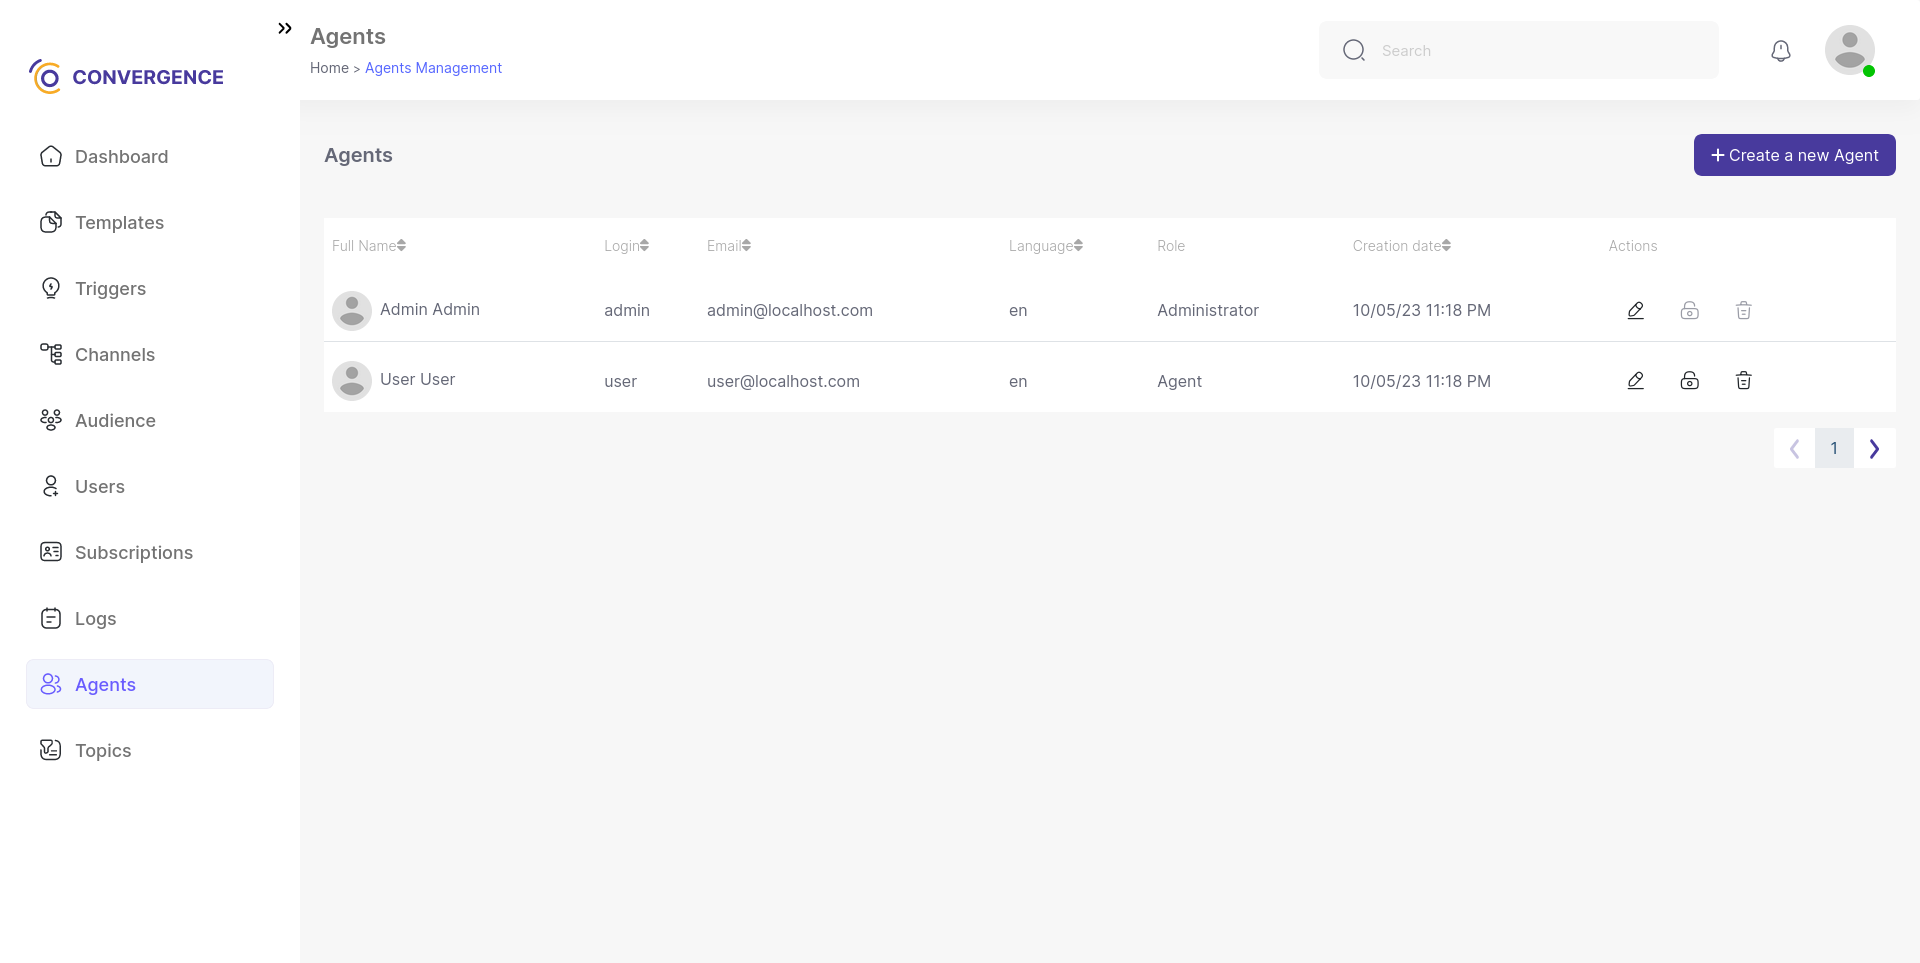 Agents
Home > Agents Management
Search
CONVERGENCE
Dashboard
Templates
Triggers
Channels
Audience
Users
Subscriptions
Logs
Agents
Topics
Agents
+ Create a new Agent
Full Name Login Email Language Role Creation date Actions
Admin Admin admin admin@localhost.com en Administrator 10/05/23 11:18 PM
User User user user@localhost.com en Agent 10/05/23 11:18 PM
1